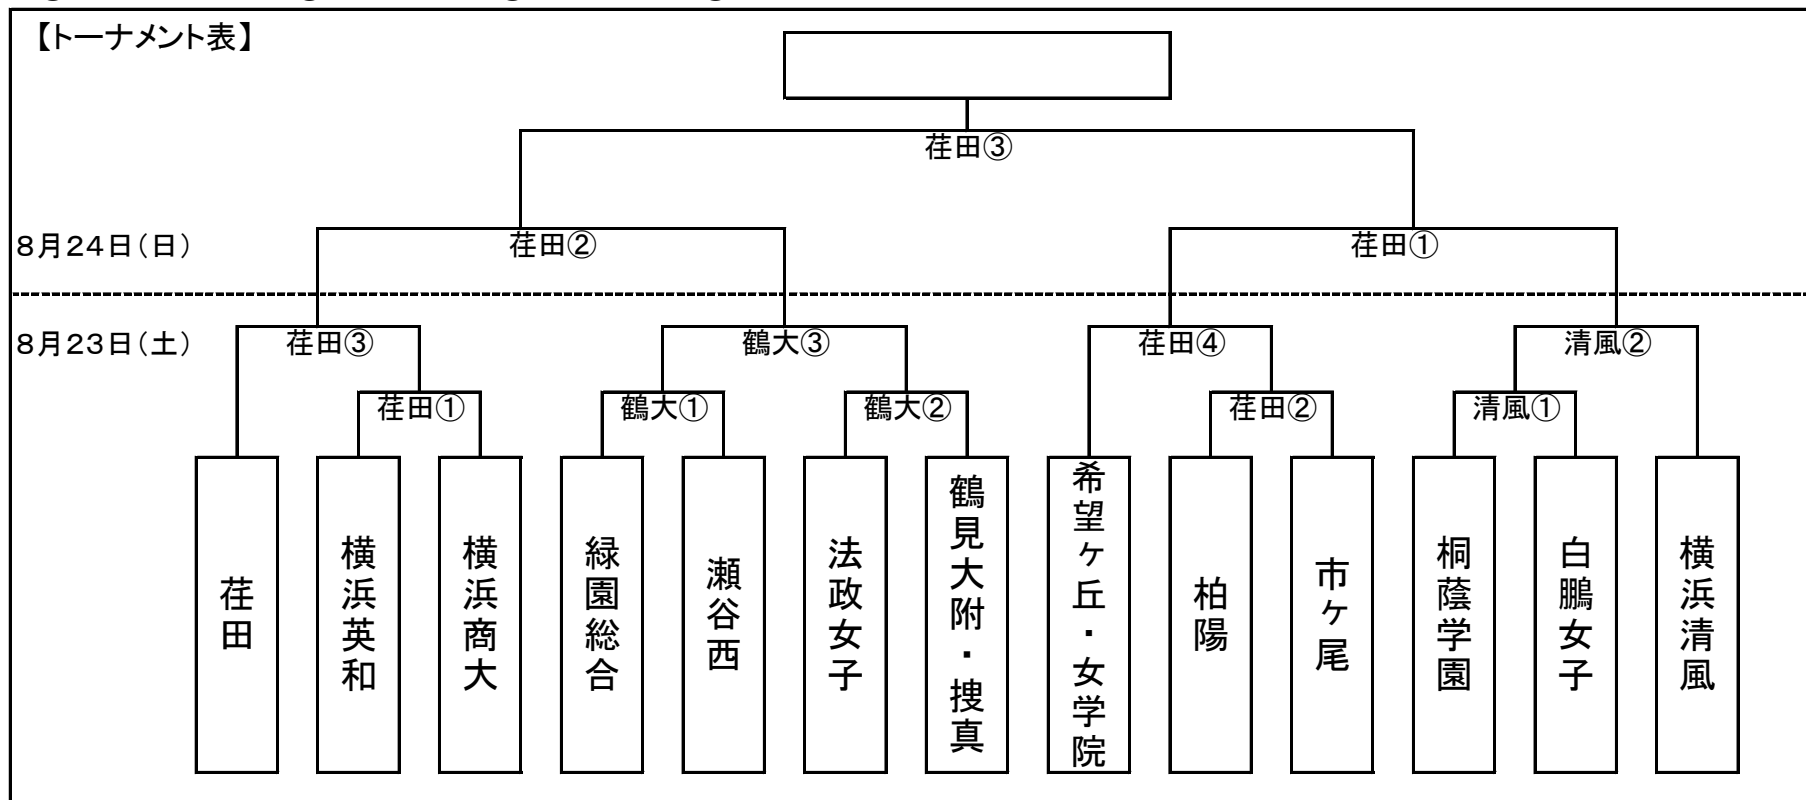 【トーナメント表】
荏田③
8月24日(日)
荏田②
荏田①
8月23日(土)
荏田③
鶴大③
荏田④
清風②
荏田①
鶴大①
鶴大②
荏田②
清風①
荏田
横浜英和
横浜商大
緑園総合
瀬谷西
法政女子
鶴見大附・捜真
希望ヶ丘・女学院
柏陽
市ヶ尾
桐蔭学園
白鵬女子
横浜清風